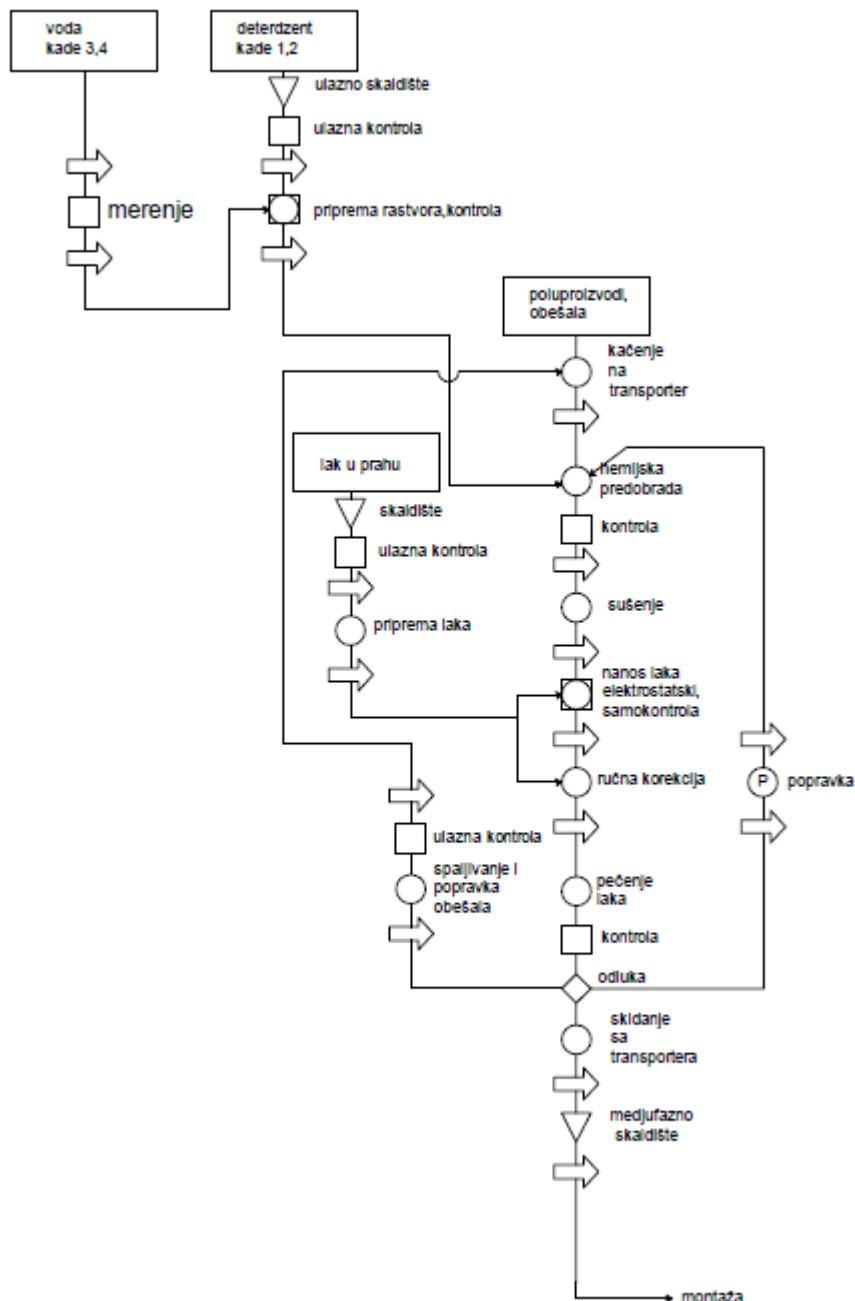 voda
kade 3,4
deterdzent
kade 1,2
ulazno skaldište
ulazna kontrola
merenje
priprema rastvora,kontrola
poluproizvodi,
obešala
kačenje
na
transporter
lak u prahu
hemijska
predobrada
skaldište
kontrola
ulazna kontrola
sušenje
priprema laka
nanos laka
elektrostatski,
samokontrola
ručna korekcija
P
popravka
ulazna kontrola
spaljivanje i
popravka
obešala
pečenje
laka
kontrola
odluka
skidanje
sa
transportera
medjufazno
skaldište
montaža